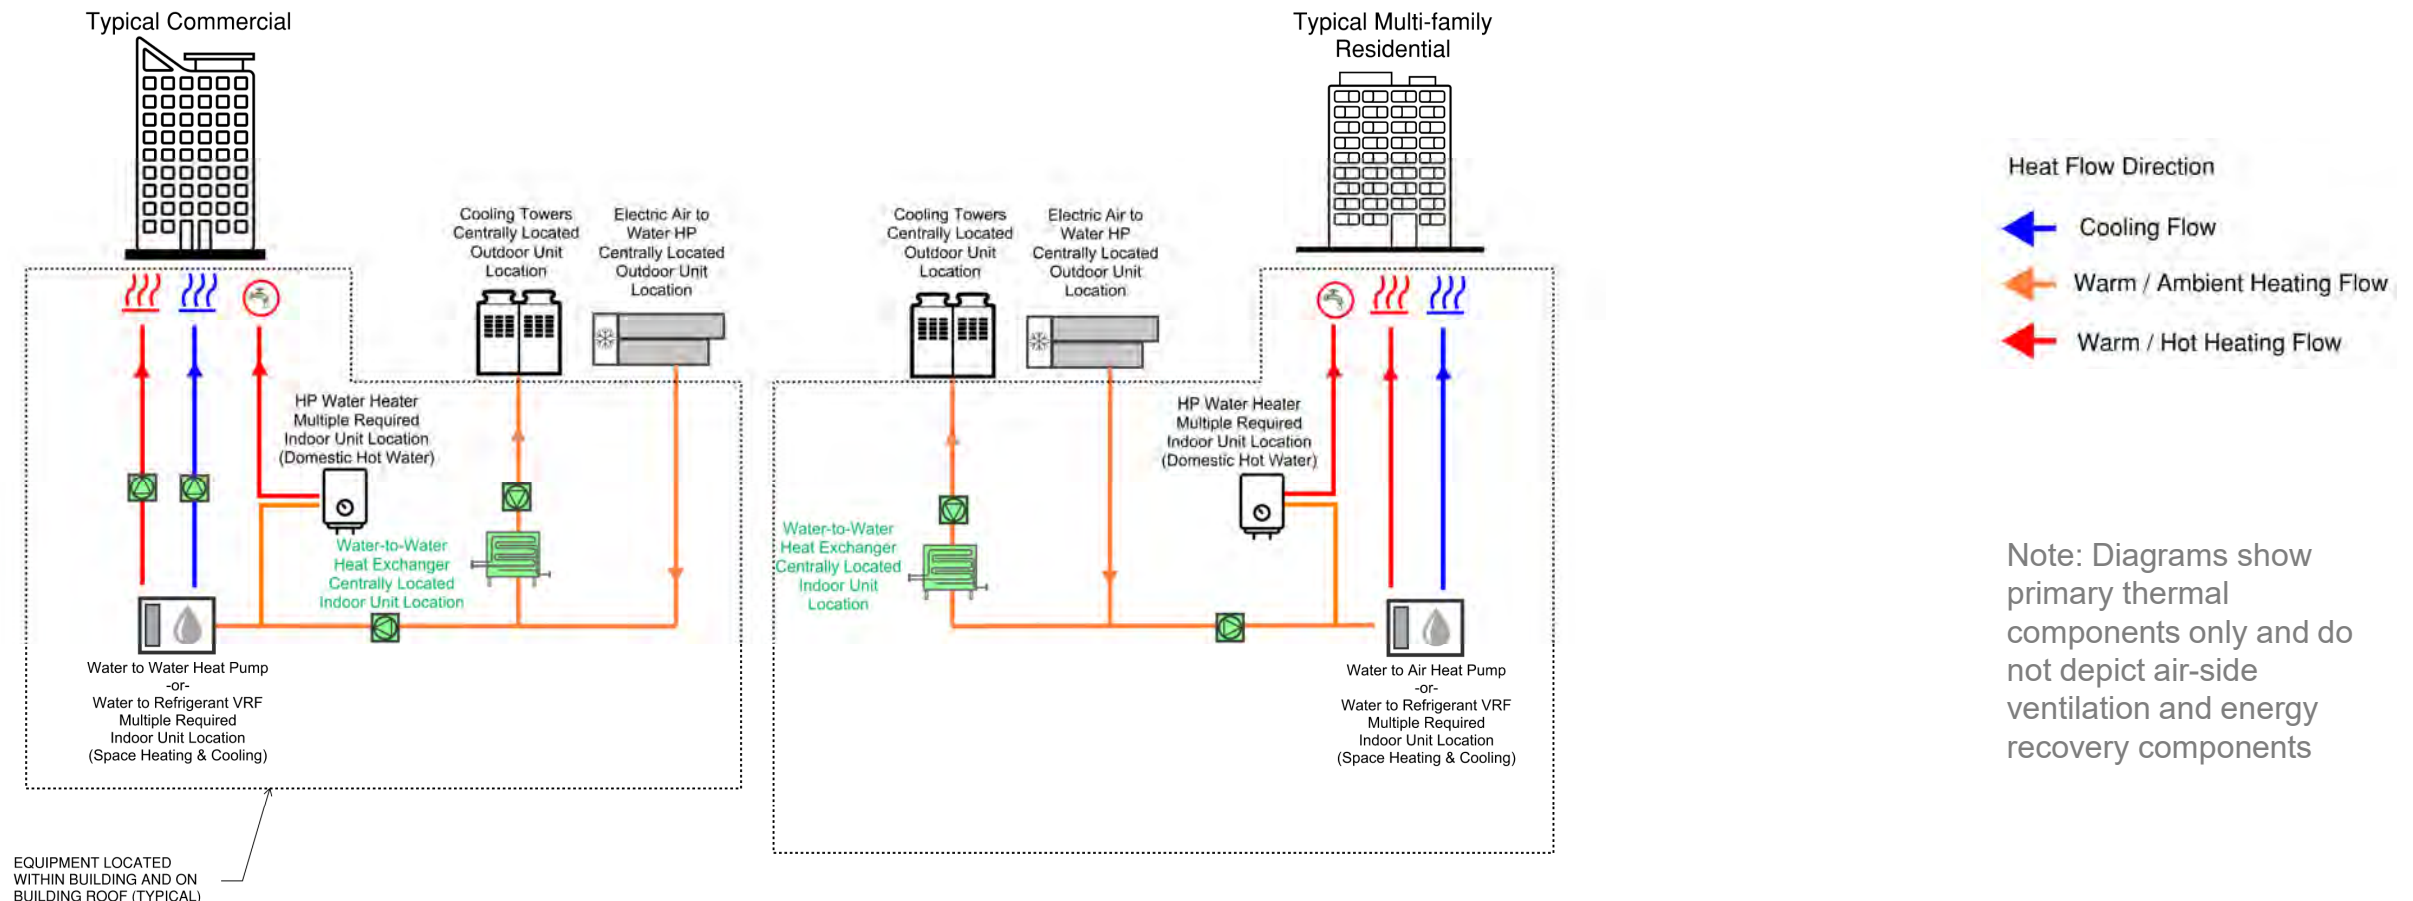 Typical Commercial
Cooling Towers
Centrally Located
Outdoor Unit
Location
Electric Air to
Water HP
Centrally Located
Outdoor Unit
Location
HP Water Heater
Multiple Required
Indoor Unit Location
(Domestic Hot Water)
Water-to-Water
Heat Exchanger
Centrally Located
Indoor Unit Location
Water to Water Heat Pump
-or-
Water to Refrigerant VRF
Multiple Required
Indoor Unit Location
(Space Heating & Cooling)
EQUIPMENT LOCATED
WITHIN BUILDING AND ON
BUILDING ROOF (TYPICAL)
Typical Multi-family
Residential
Cooling Towers
Centrally Located
Outdoor Unit
Location
Electric Air to
Water HP
Centrally Located
Outdoor Unit
Location
HP Water Heater
Multiple Required
Indoor Unit Location
(Domestic Hot Water)
Water-to-Water
Heat Exchanger
Centrally Located
Indoor Unit
Location
Water to Air Heat Pump
-or-
Water to Refrigerant VRF
Multiple Required
Indoor Unit Location
(Space Heating & Cooling)
Heat Flow Direction
Cooling Flow
Warm / Ambient Heating Flow
Warm / Hot Heating Flow
Note: Diagrams show
primary thermal
components only and do
not depict air-side
ventilation and energy
recovery components